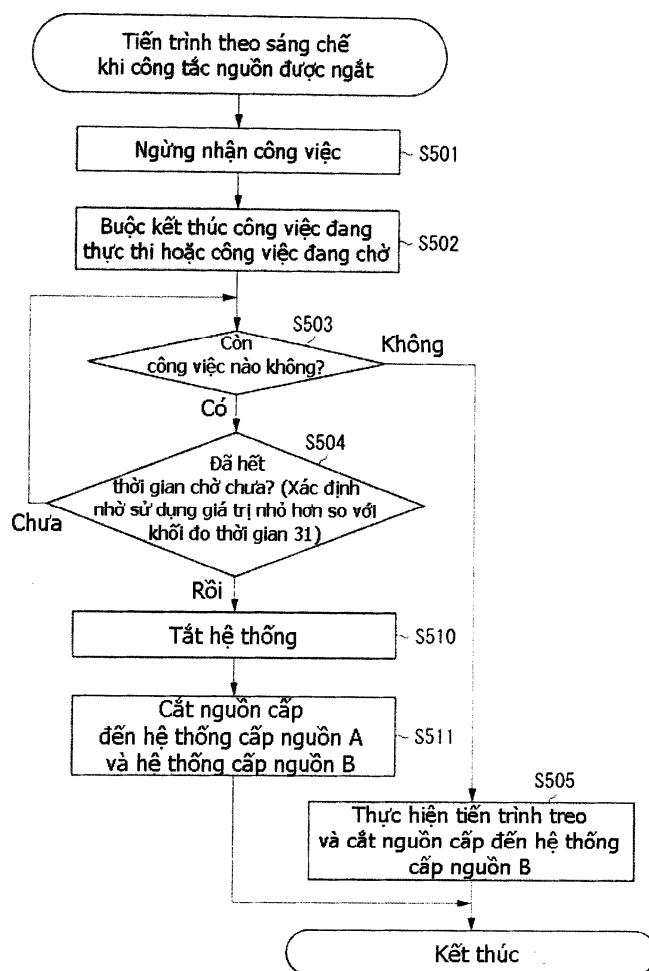 Tiến trình theo sáng chế
khi công tắc nguồn được ngắt
Ngừng nhận công việc
S501
Buộc kết thúc công việc đang
thực thi hoặc công việc đang chờ
S502
S503
Còn
công việc nào không?
Không
Có
S504
Đã hết
thời gian chờ chưa? (Xác định
nhờ sử dụng giá trị nhỏ hơn so với
khối đo thời gian 31)
Chưa
Rồi
Tắt hệ thống
S510
Cắt nguồn cấp
đến hệ thống cấp nguồn A
và hệ thống cấp nguồn B
S511
S505
Thực hiện tiến trình treo
và cắt nguồn cấp đến hệ thống
cấp nguồn B
Kết thúc